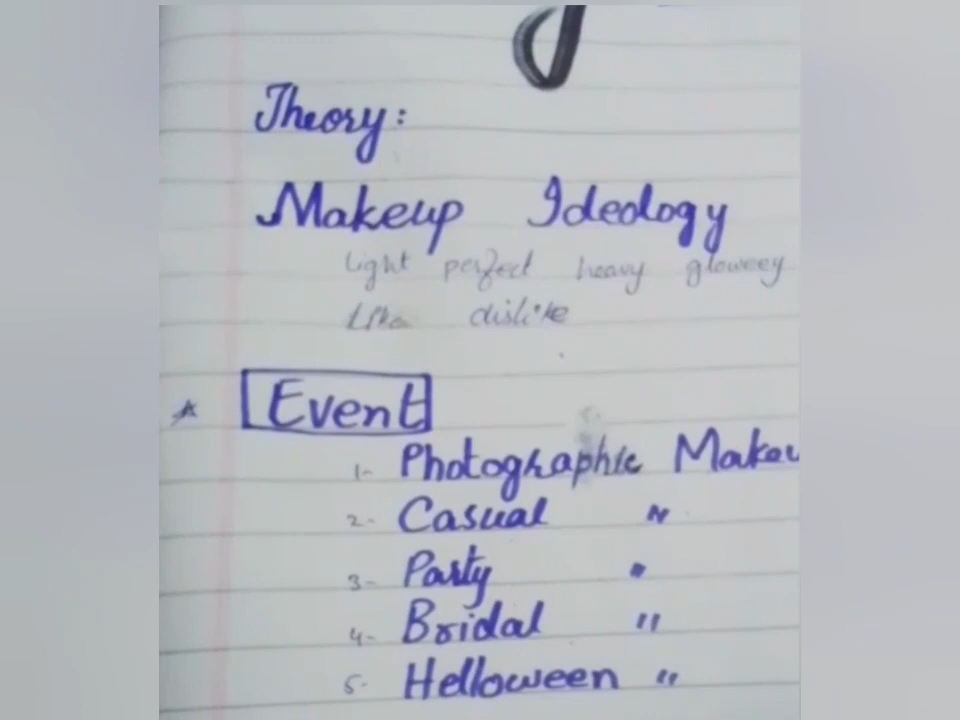 Theory:
Makeup Ideology
light perfect heavy gloweey
Like dislike
Event
1- Photographic Makeu
2- Casual "
3- Party "
4- Bridal "
5- Helloween "